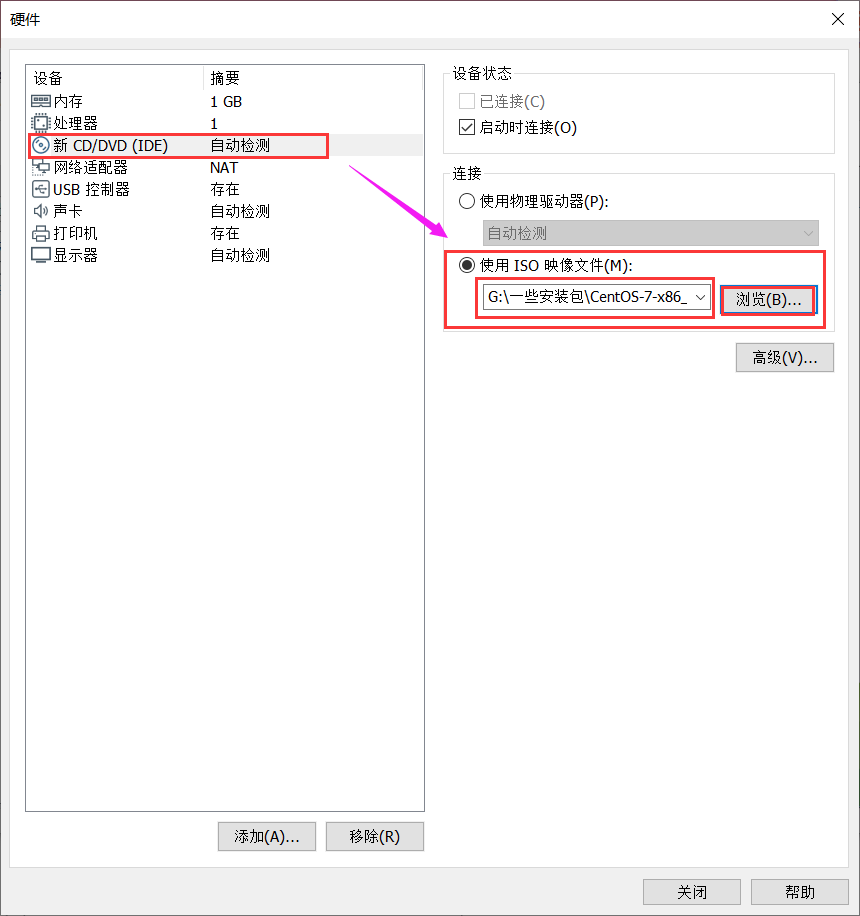 硬件
设备 摘要
内存 1 GB
处理器 1
新 CD/DVD (IDE) 自动检测
网络适配器 NAT
USB 控制器 存在
声卡 自动检测
打印机 存在
显示器 自动检测
添加(A)... 移除(R)
设备状态
已连接(C)
启动时连接(O)
连接
使用物理驱动器(P):
自动检测
使用 ISO 映像文件(M):
G:\一些安装包\CentOS-7-x86_ 浏览(B)...
高级(V)...
关闭 帮助